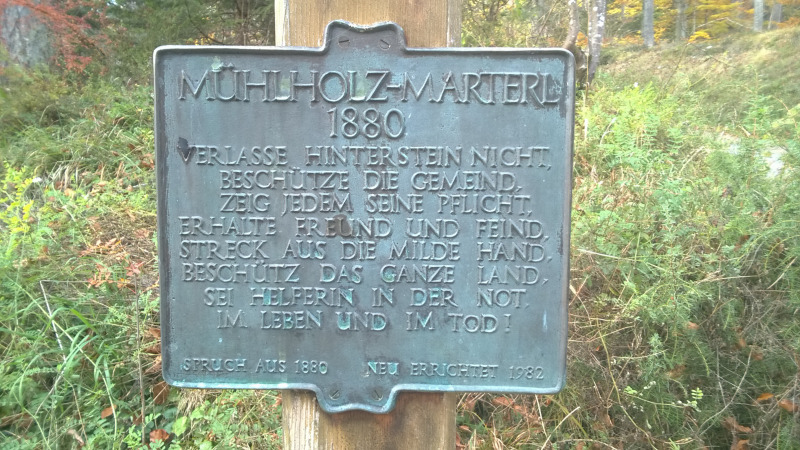 MÜHLHOLZ-MARTERL
1880
VERLASSE HINTERSTEIN NICHT,
BESCHÜTZE DIE GEMEIND,
ZEIG JEDEM SEINE PFLICHT,
ERHALTE FREUND UND FEIND.
STRECK AUS DIE MILDE HAND,
BESCHÜTZ DAS GANZE LAND,
SEI HELFERIN IN DER NOT.
IM LEBEN UND IM TOD!
SPRUCH AUS 1880 NEU ERRICHTET 1982